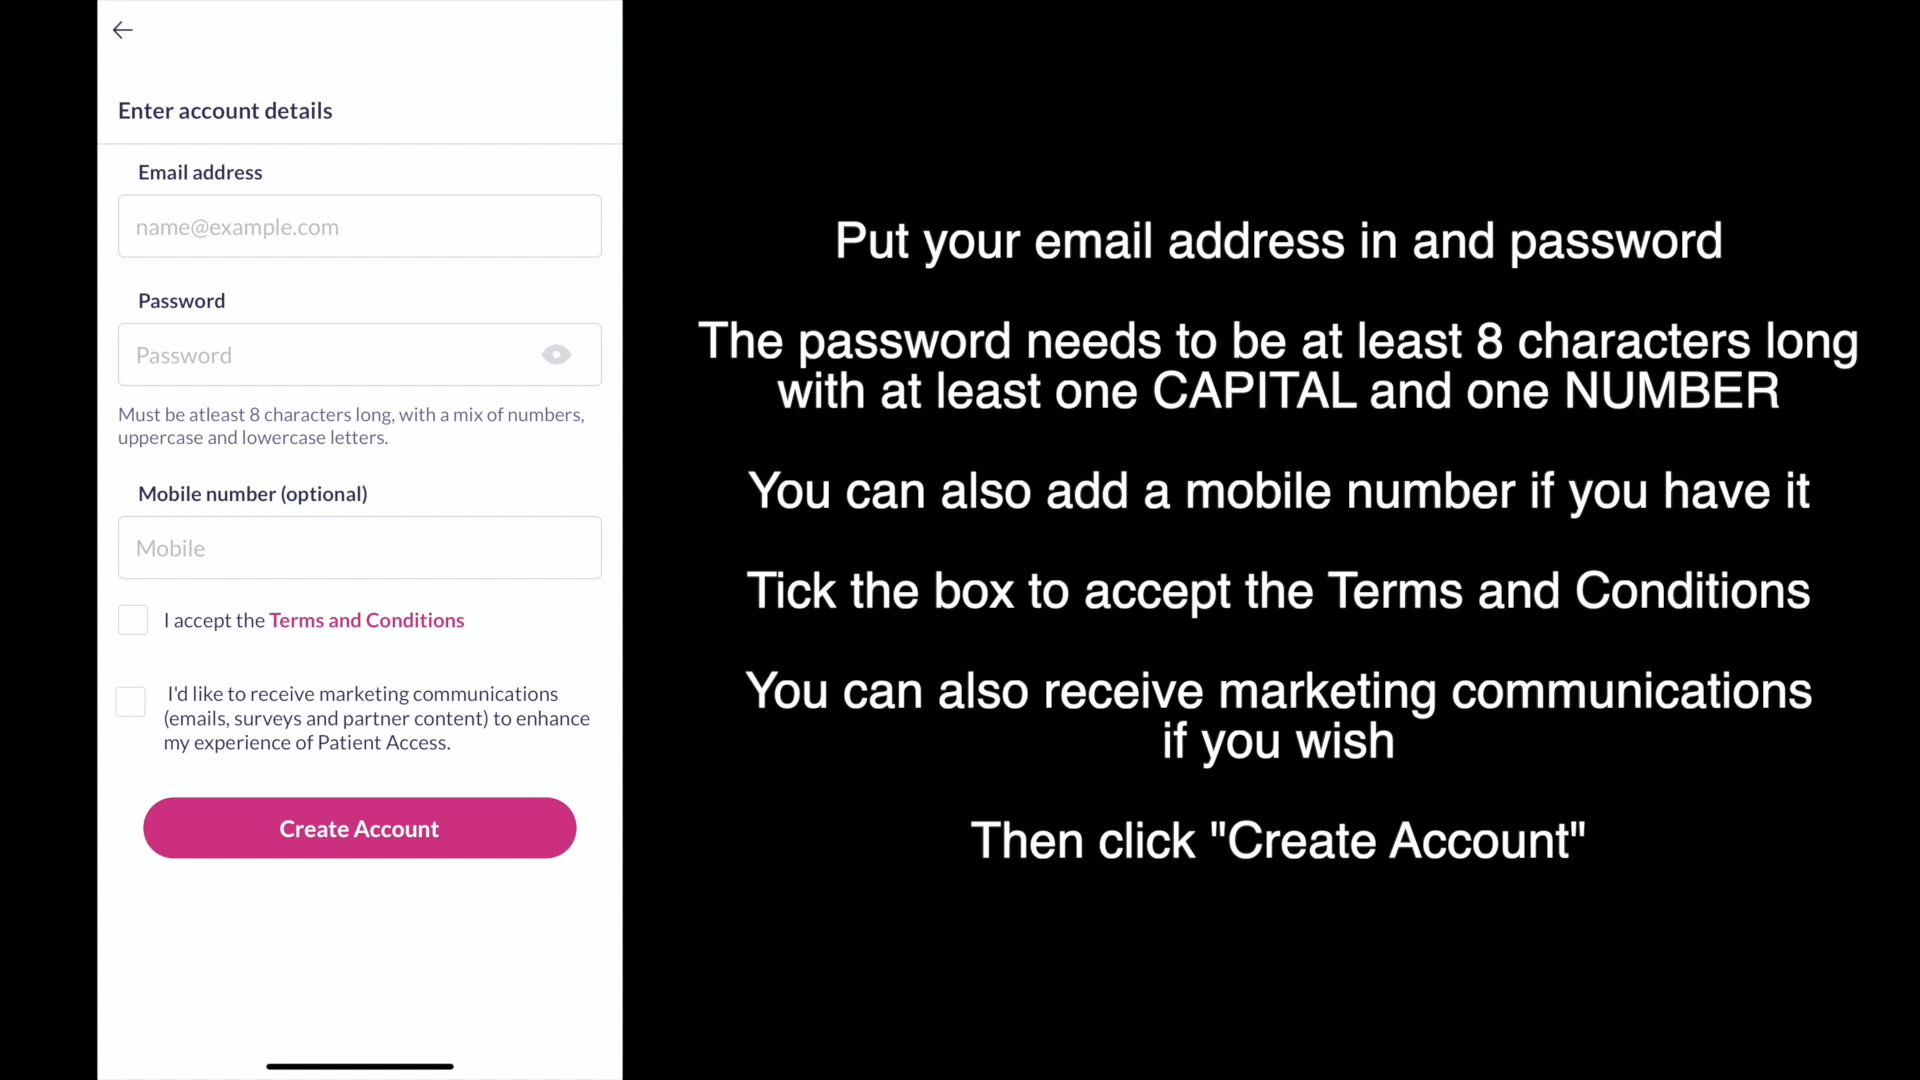 Enter account details
Email address
name@example.com
Password
Password
Must be atleast 8 characters long, with a mix of numbers,
uppercase and lowercase letters.
Mobile number (optional)
Mobile
I accept the Terms and Conditions
I'd like to receive marketing communications
(emails, surveys and partner content) to enhance
my experience of Patient Access.
Create Account
Put your email address in and password
The password needs to be at least 8 characters long
with at least one CAPITAL and one NUMBER
You can also add a mobile number if you have it
Tick the box to accept the Terms and Conditions
You can also receive marketing communications
if you wish
Then click "Create Account"